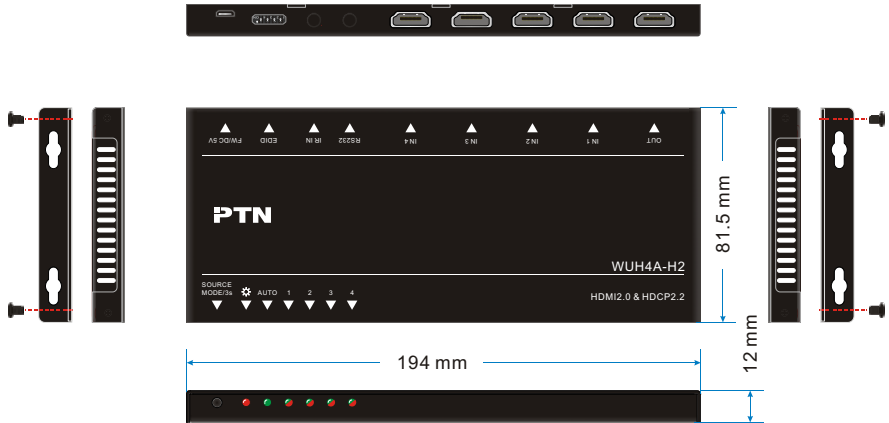 FW/DC 5V
EDID
IR IN
RS232
IN 4
IN 3
IN 2
IN 1
OUT
PTN
81.5 mm
WUH4A-H2
SOURCE
MODE/3s
AUTO 1 2 3 4
HDMI2.0 & HDCP2.2
12 mm
194 mm